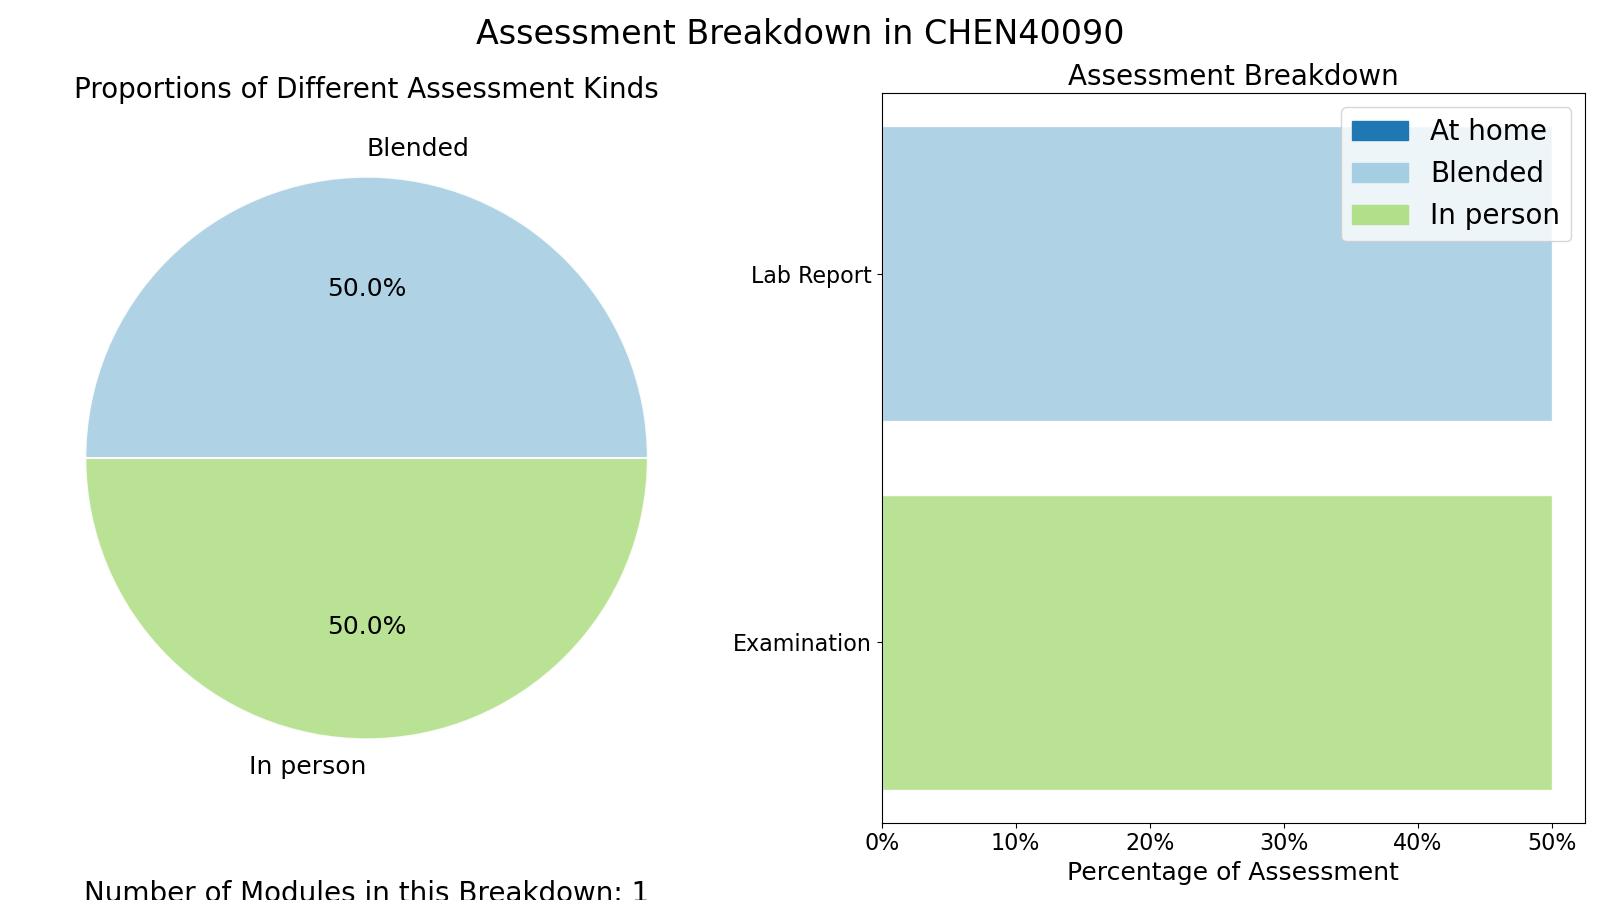 Assessment Breakdown in CHEN40090
Proportions of Different Assessment Kinds
Blended
50.0%
50.0%
In person
Number of Modules in this Breakdown: 1
Assessment Breakdown
At home
Blended
In person
Lab Report
Examination
0% 10% 20% 30% 40% 50%
Percentage of Assessment